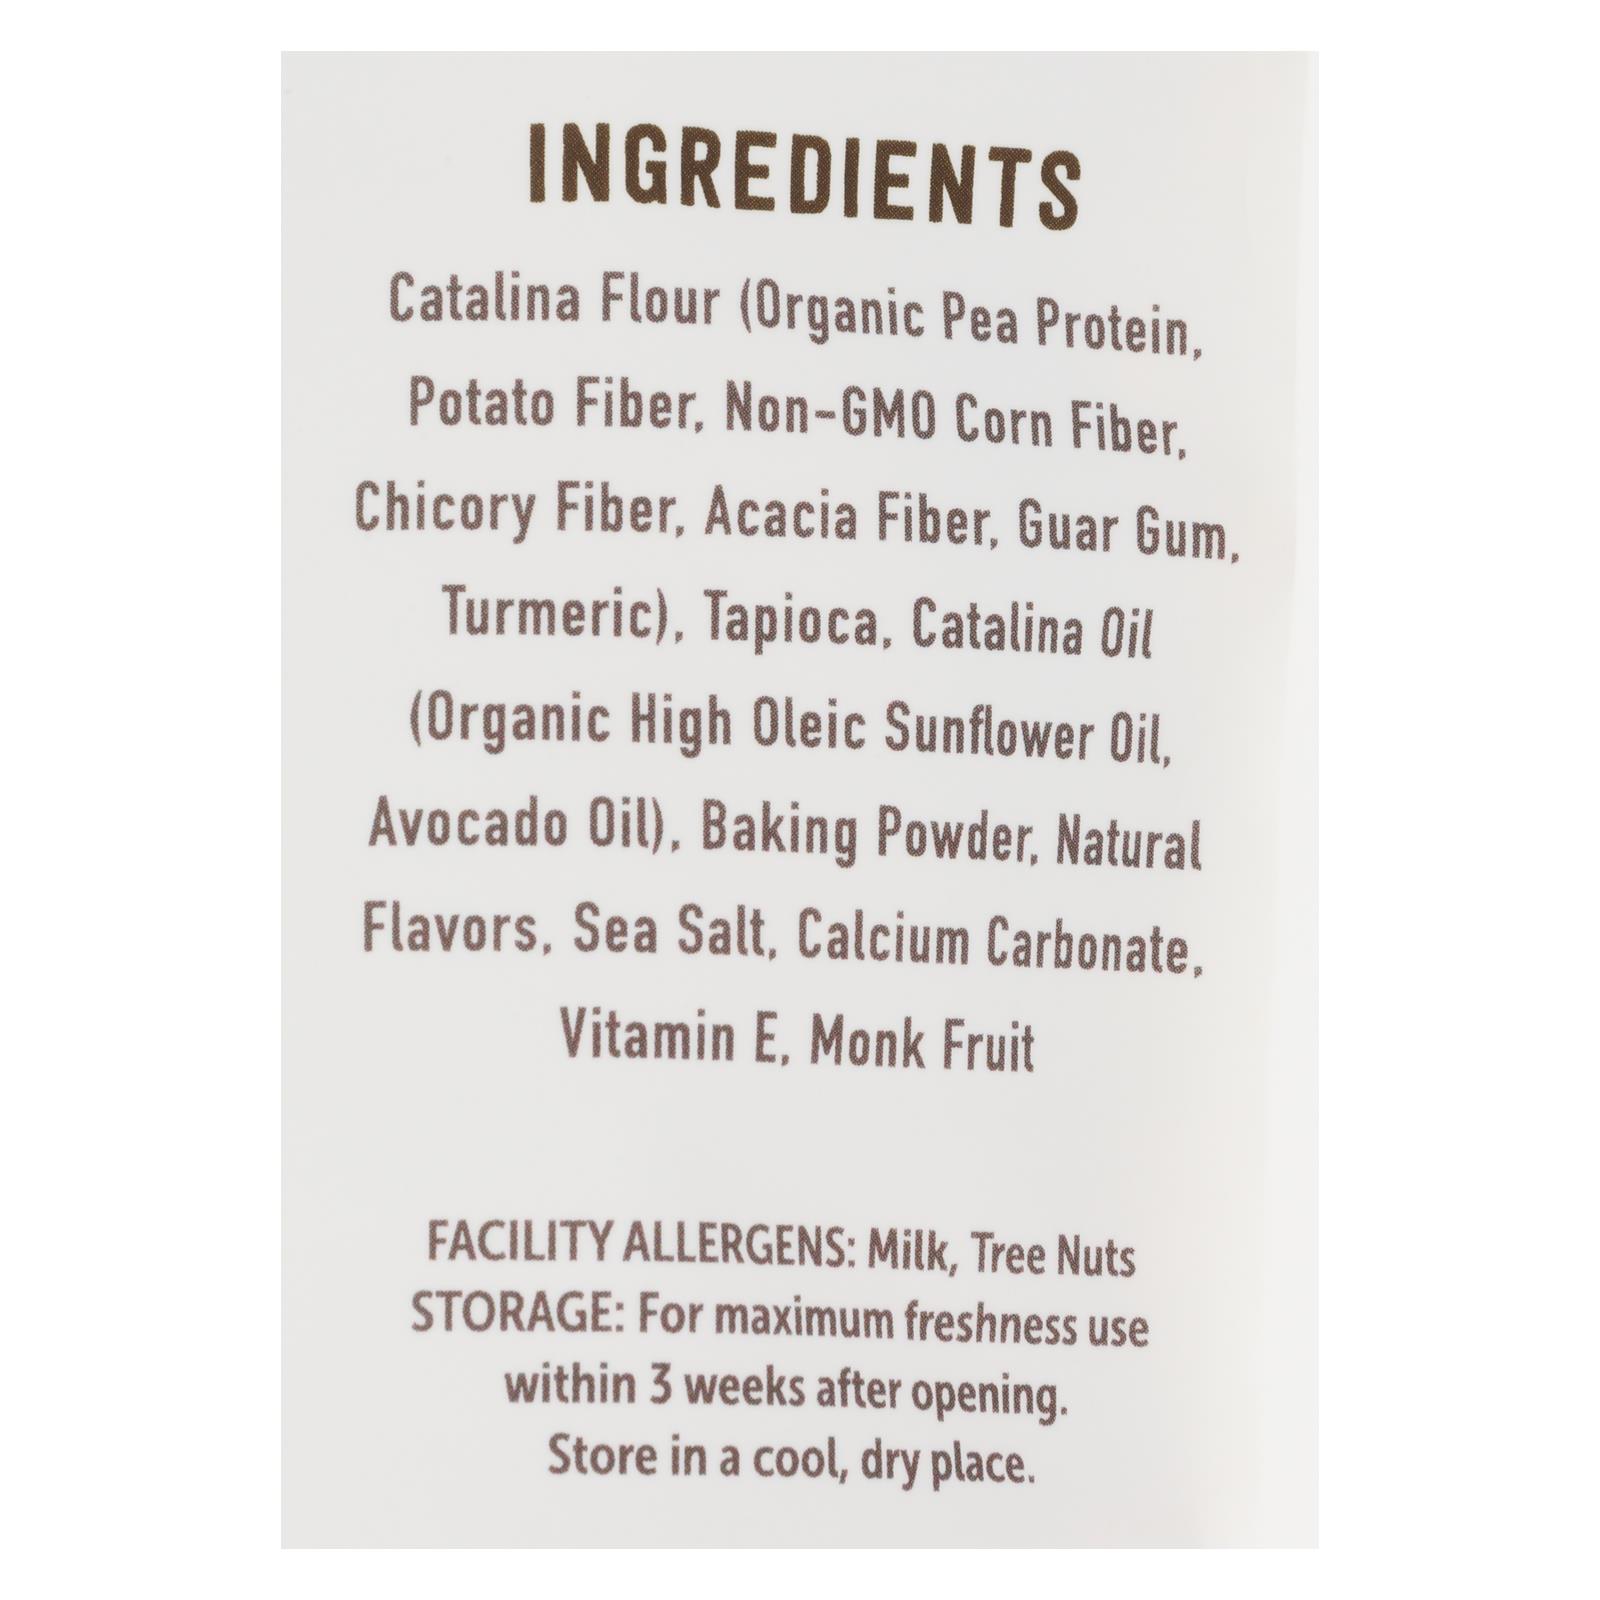 INGREDIENTS
Catalina Flour (Organic Pea Protein,
Potato Fiber, Non-GMO Corn Fiber,
Chicory Fiber, Acacia Fiber, Guar Gum,
Turmeric), Tapioca, Catalina Oil
(Organic High Oleic Sunflower Oil,
Avocado Oil), Baking Powder, Natural
Flavors, Sea Salt, Calcium Carbonate,
Vitamin E, Monk Fruit
FACILITY ALLERGENS: Milk, Tree Nuts
STORAGE: For maximum freshness use
within 3 weeks after opening.
Store in a cool, dry place.